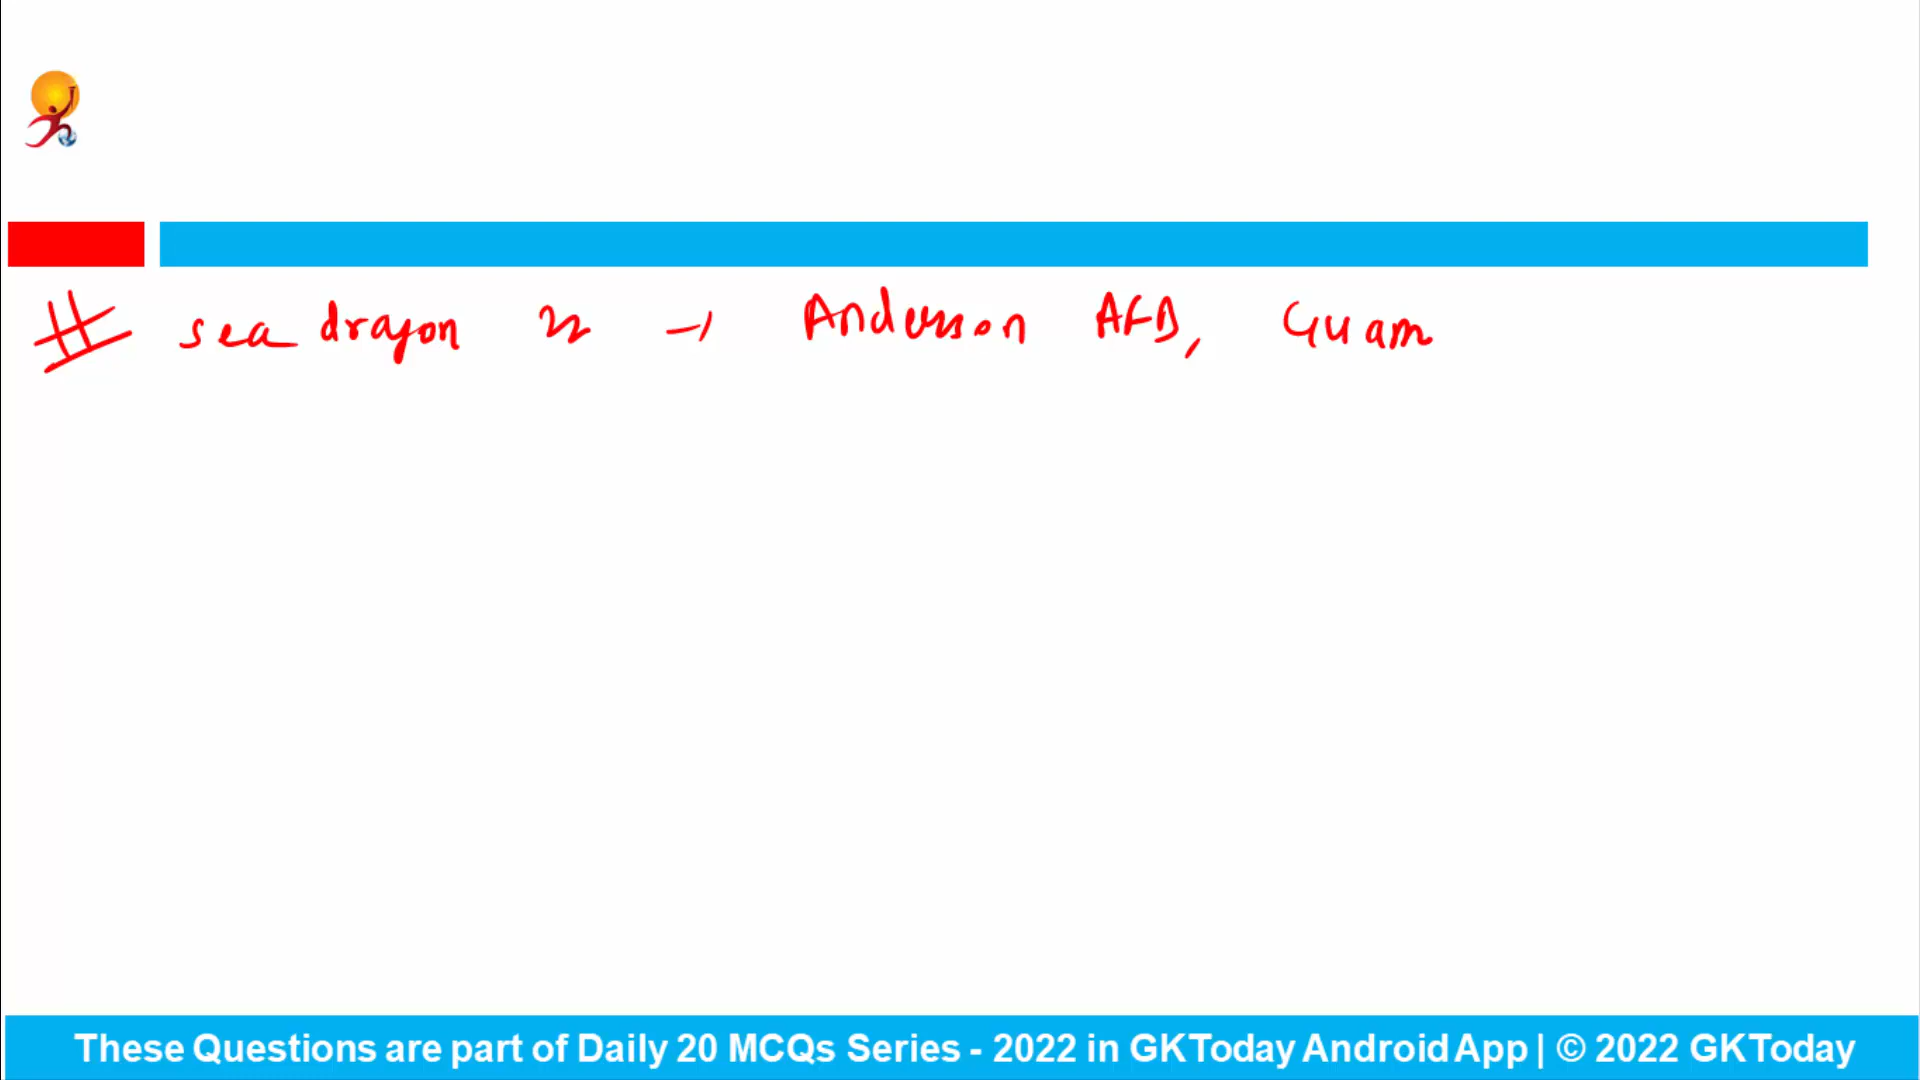 # sea dragon 22 → Anderson AFB, Guam
These Questions are part of Daily 20 MCQs Series - 2022 in GKToday Android App | © 2022 GKToday